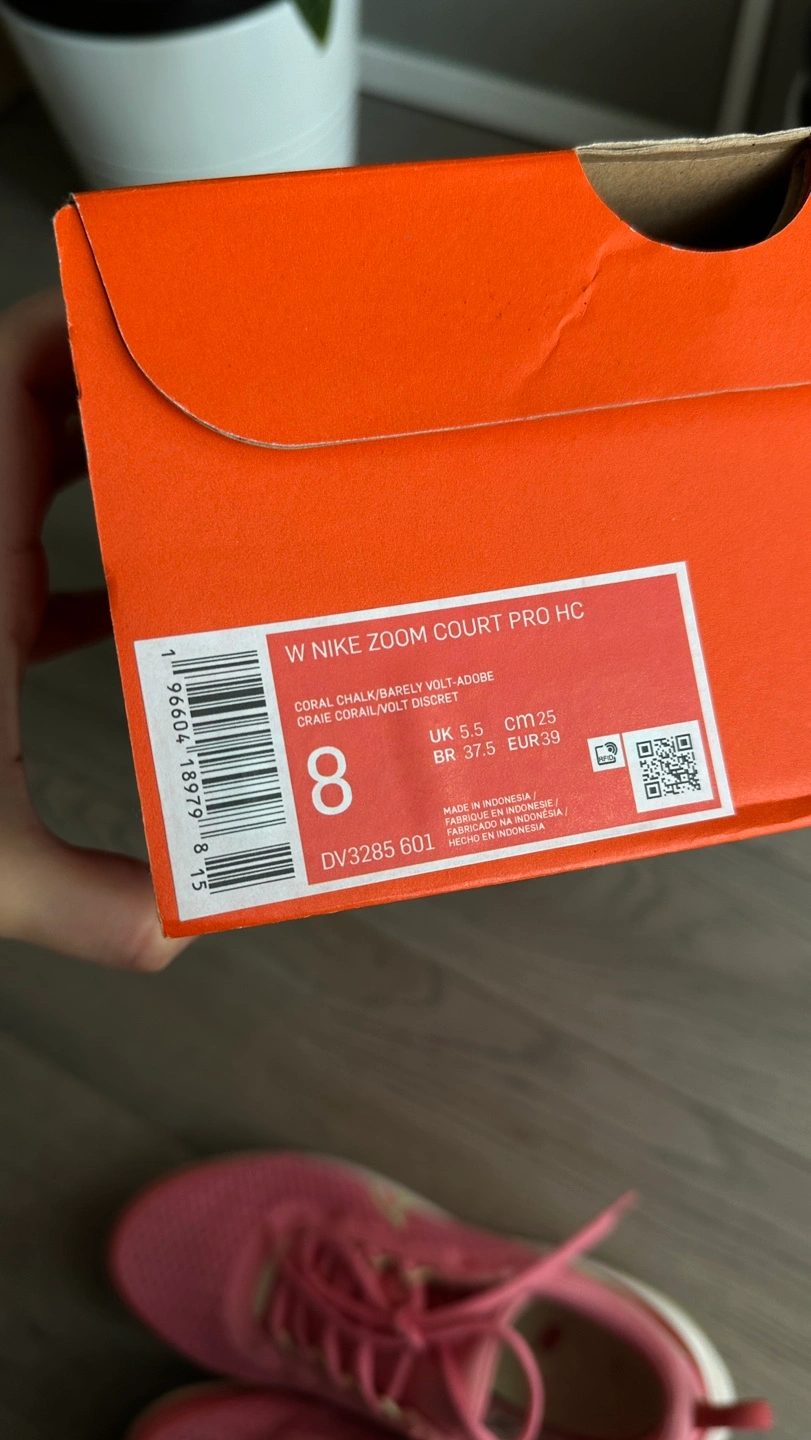 W NIKE ZOOM COURT PRO HC
CORAL CHALK/BARELY VOLT-ADOBE
CRAIE CORAIL/VOLT DISCRET
8
UK 5.5 cm 25
BR 37.5 EUR 39
MADE IN INDONESIA /
FABRIQUE EN INDONESIE /
FABRICADO NA INDONÉSIA /
HECHO EN INDONESIA
DV3285 601
RFID
1 96604 18979 8 15